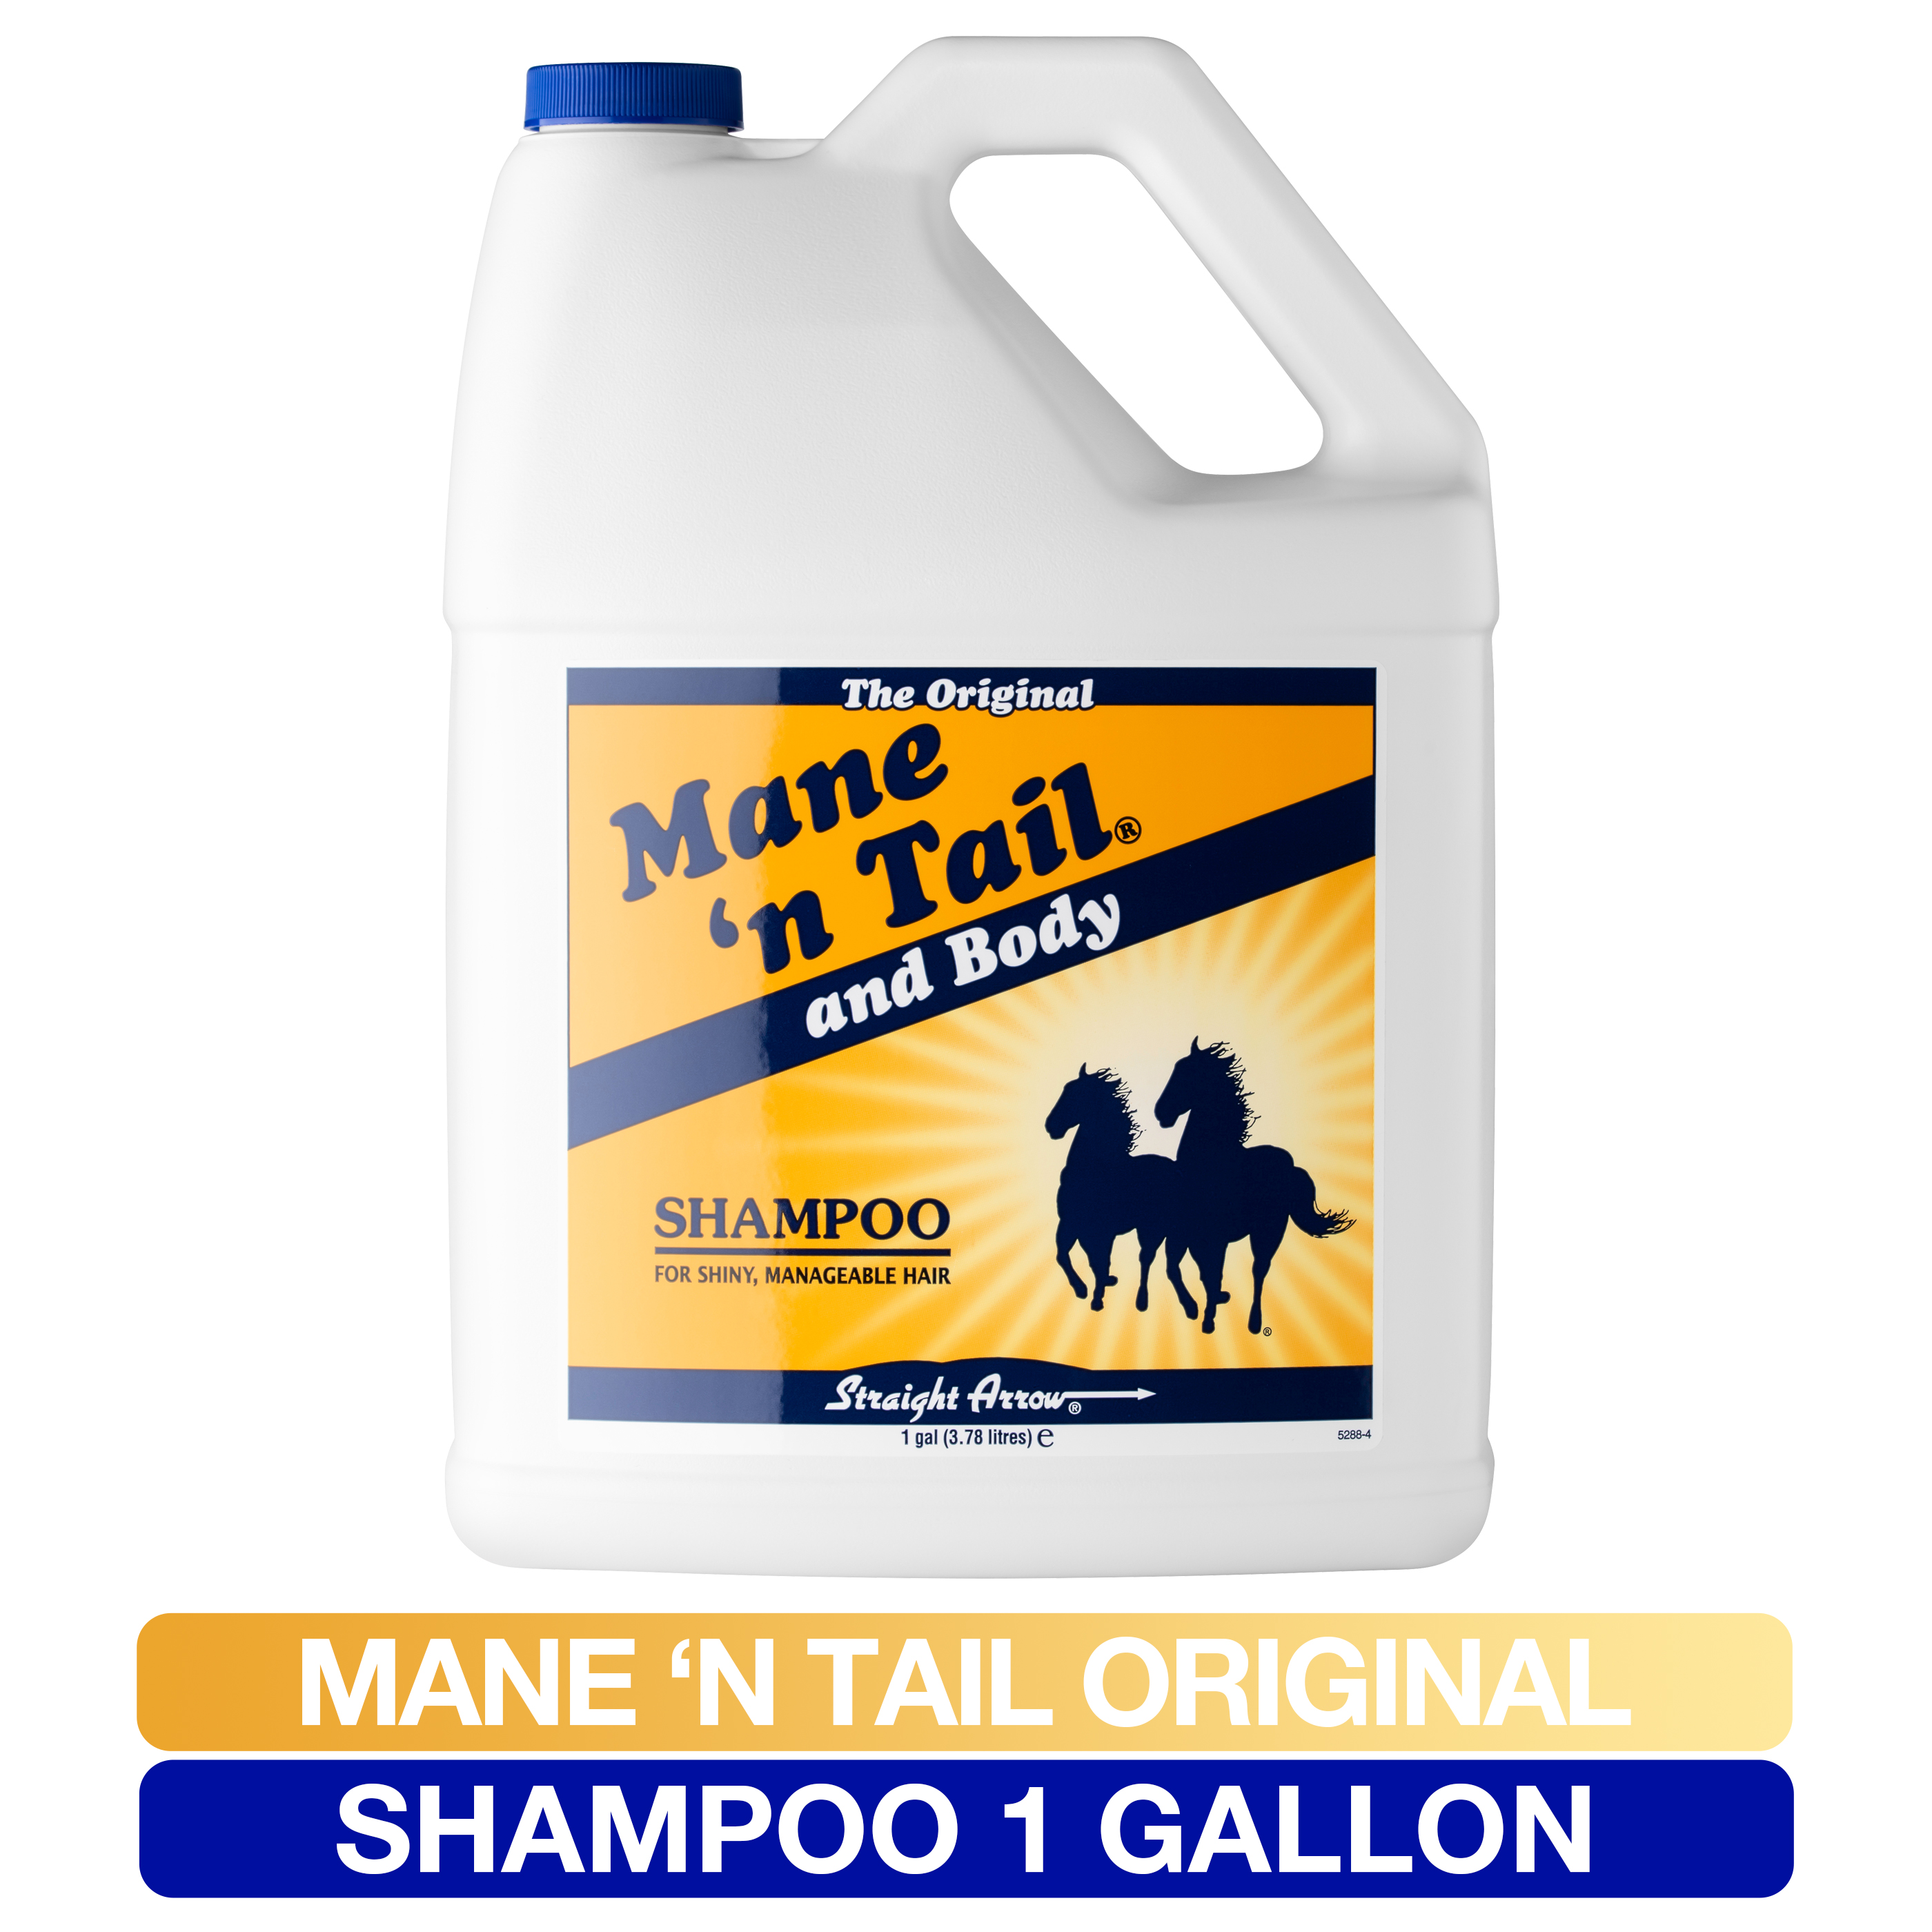 The Original
Mane
‘n Tail®
and Body
SHAMPOO
FOR SHINY, MANAGEABLE HAIR
®
Straight Arrow®
1 gal (3.78 litres) ℮
5288-4
MANE ‘N TAIL ORIGINAL
SHAMPOO 1 GALLON